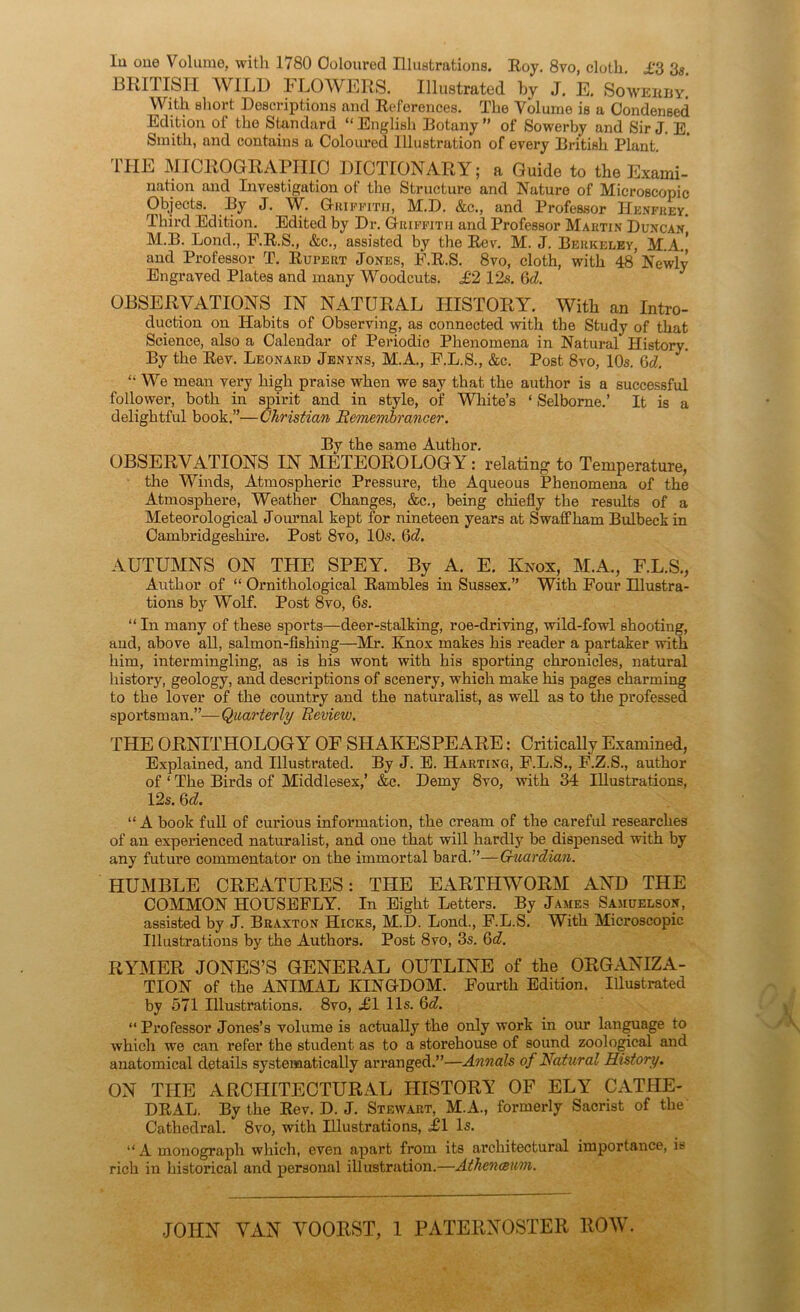 In one Volume, with 1780 Coloured Illustrations. Roy. 8vo, cloth. £3 3s.
BRITISH WILD FLOWERS. Illustrated by J. E. Sowerby.
With short Descriptions and References. The Volume is a Condensed
Edition of the Standard “English Botany” of Sowerby and Sir J. E.
Smith, and contains a Coloured Illustration of every British Plant.
THE MICROGRAPHIC DICTIONARY; a Guide to the Exami-
nation and Investigation of the Structure and Nature of Microscopic
Objects. By J. W. Griffith, M.D. &c., and Professor Henfrey.
Third Edition. Edited by Dr. Griffith and Professor Martin Duncan,
M.B. Lond., F.R.S., &c., assisted by the Rev. M. J. Berkeley, M.A.,
and Professor T. Rupert Jones, F.R.S. 8vo, cloth, with 48 Newly
Engraved Plates and many Woodcuts. £2 12s. 6d.
OBSERVATIONS IN NATURAL HISTORY. With an Intro-
duction on Habits of Observing, as connected with the Study of that
Science, also a Calendar of Periodic Phenomena in Natural History.
By the Rev. Leonard Jenyns, M.A., F.L.S., &c. Post 8vo, 10s. 6d.
“ We mean very high praise when we say that the author is a successful
follower, both in spirit and in style, of White’s ‘ Selborne.’ It is a
delightful book.”—Christian Remembrancer.
By the same Author.
OBSERVATIONS IN METEOROLOGY: relating to Temperature,
the Winds, Atmospheric Pressure, the Aqueous Phenomena of the
Atmosphere, Weather Changes, &c., being chiefly the results of a
Meteorological Journal kept for nineteen years at Swaffham Bulbeck in
Cambridgeshire. Post 8vo, 10s. 6d.
AUTUMNS ON THE SPEY. By A. E. Knox, M.A., F.L.S.,
Author of “ Ornithological Rambles in Sussex.” With Four Illustra-
tions by Wolf. Post 8vo, 6s.
“ In many of these sports—deer-stalking, roe-driving, wild-fowl shooting,
and, above all, salmon-fishing—Mr. Knox makes his reader a partaker with
him, intermingling, as is his wont with his sporting chronicles, natural
history, geology, and descriptions of scenery, which make his pages charming
to the lover of the country and the naturalist, as well as to the professed
sportsman.”—Quarterly Review.
THE ORNITHOLOGY OF SHAKESPEARE: Critically Examined,
Explained, and Illustrated. By J. E. Harting, F.L.S., F.Z.S., author
of ‘ The Birds of Middlesex,’ &c. Demy 8vo, with 34 Illustrations,
12s. 6d.
“ A book full of curious information, the cream of the careful researches
of an experienced naturalist, and one that will hardly be dispensed with by
any future commentator on the immortal bard.”—Guardian.
HUMBLE CREATURES: THE EARTHWORM AND THE
COMMON HOUSEFLY. In Eight Letters. By James Samuelson,
assisted by J. Braxton Hicks, M.D. Lond., F.L.S. With Microscopic
Illustrations by the Authors. Post 8vo, 3s. 6d.
RYMER JONES’S GENERAL OUTLINE of the ORGANIZA-
TION of the ANIMAL KINGDOM. Fourth Edition. Illustrated
by 571 Illustrations. 8vo, £1 11s. 6d.
“ Professor Jones’s volume is actually the only work in our language to
which we can refer the student as to a storehouse of sound zoological and
anatomical details systematically arranged.”—Annals of Natural History.
ON THE ARCHITECTURAL HISTORY OF ELY CATHE-
DRAL. By the Rev. D. J. Stewart, M.A., formerly Sacrist of the
Cathedral. 8vo, with Illustrations, £1 1s.
“ A monograph which, even apart from its architectural importance, is
rich in historical and personal illustration.—Athenæum.
JOHN VAN VOORST, 1 PATERNOSTER ROW.